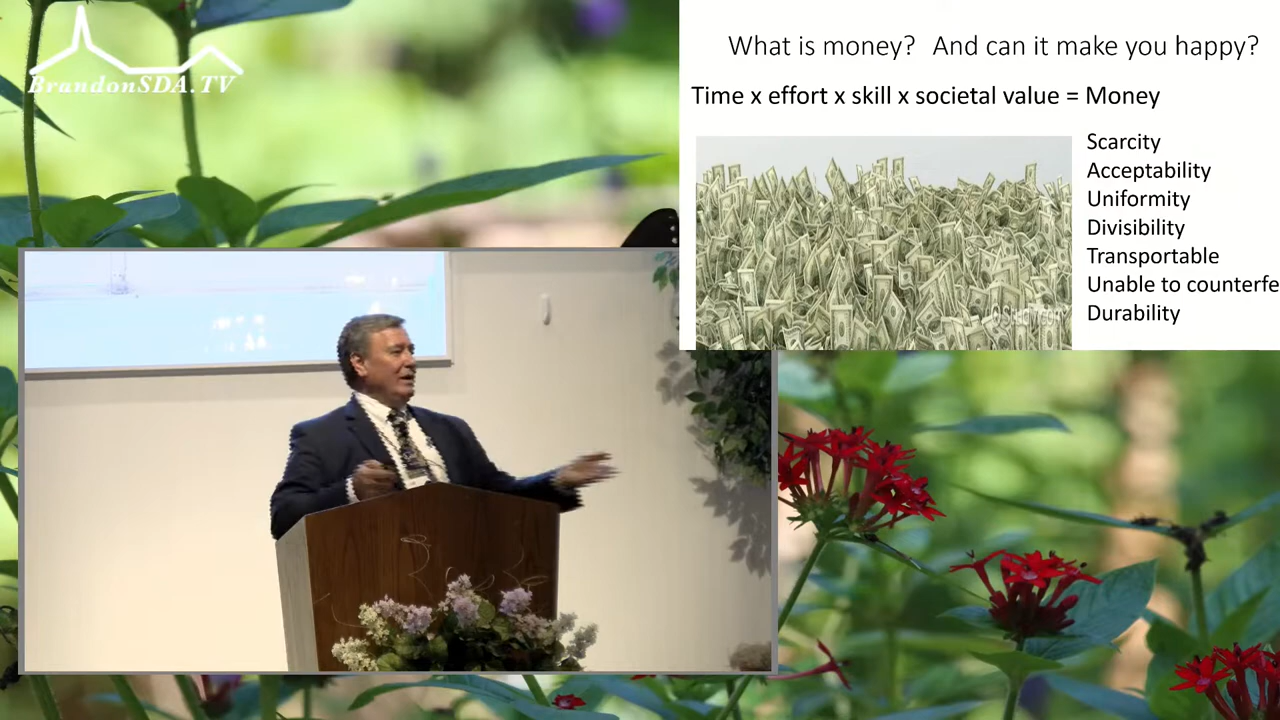 BrandonSDA.TV
What is money? And can it make you happy?
Time x effort x skill x societal value = Money
Scarcity
Acceptability
Uniformity
Divisibility
Transportable
Unable to counterfe
Durability